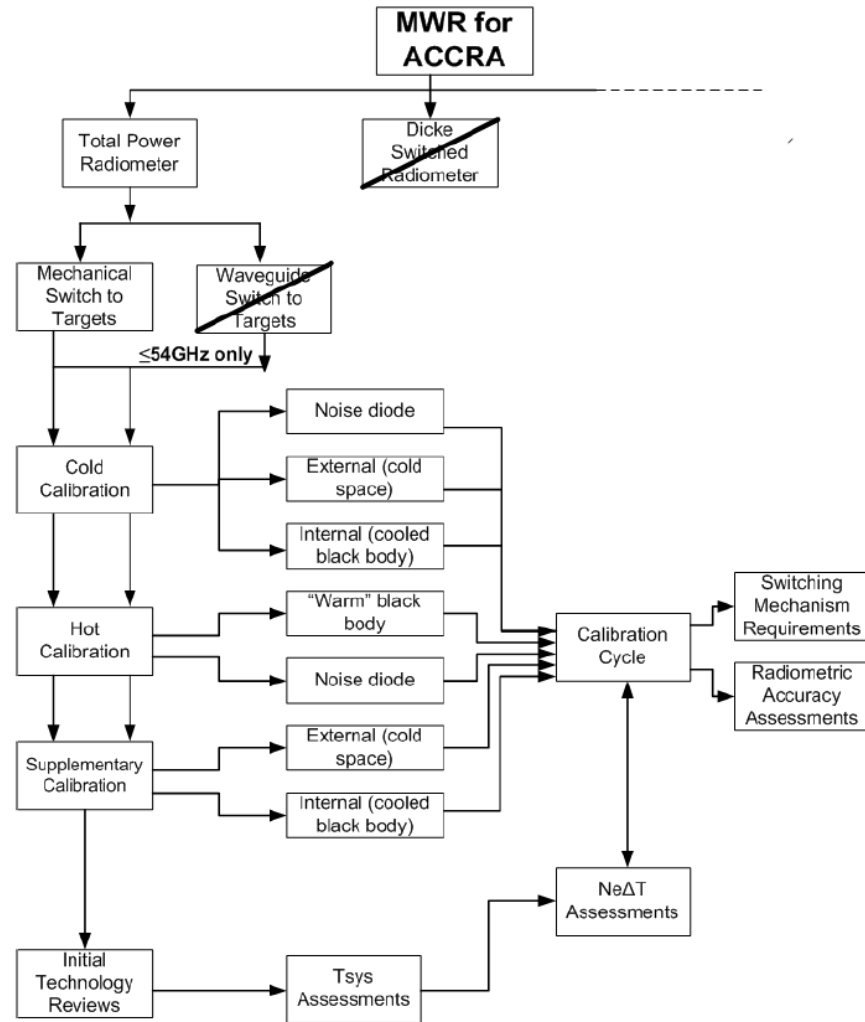 MWR for
ACCRA
Total Power
Radiometer
Dicke
Switched
Radiometer
Mechanical
Switch to
Targets
Waveguide
Switch to
Targets
≤54GHz only
Noise diode
Cold
Calibration
External (cold
space)
Internal (cooled
black body)
“Warm” black
body
Hot
Calibration
Noise diode
Calibration
Cycle
Switching
Mechanism
Requirements
Radiometric
Accuracy
Assessments
Supplementary
Calibration
External (cold
space)
Internal (cooled
black body)
NeΔT
Assessments
Initial
Technology
Reviews
Tsys
Assessments